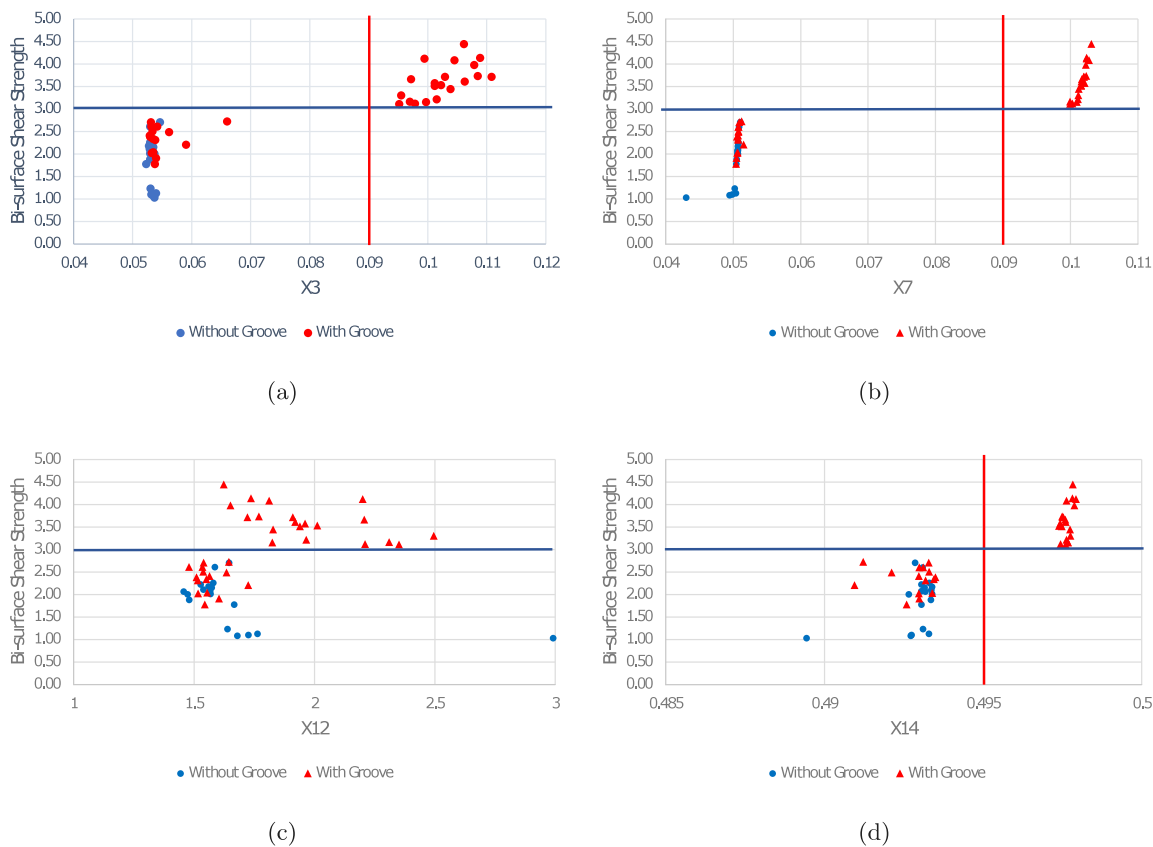 5.00
4.50
4.00
3.50
3.00
2.50
2.00
1.50
1.00
0.50
0.00
Bi-surface Shear Strength
0.04 0.05 0.06 0.07 0.08 0.09 0.1 0.11 0.12
X3
Without Groove With Groove
(a)
5.00
4.50
4.00
3.50
3.00
2.50
2.00
1.50
1.00
0.50
0.00
Bi-surface Shear Strength
0.04 0.05 0.06 0.07 0.08 0.09 0.1 0.11
X7
Without Groove With Groove
(b)
5.00
4.50
4.00
3.50
3.00
2.50
2.00
1.50
1.00
0.50
0.00
Bi-surface Shear Strength
1 1.5 2 2.5 3
X12
Without Groove With Groove
(c)
5.00
4.50
4.00
3.50
3.00
2.50
2.00
1.50
1.00
0.50
0.00
Bi-surface Shear Strength
0.485 0.49 0.495 0.5
X14
Without Groove With Groove
(d)